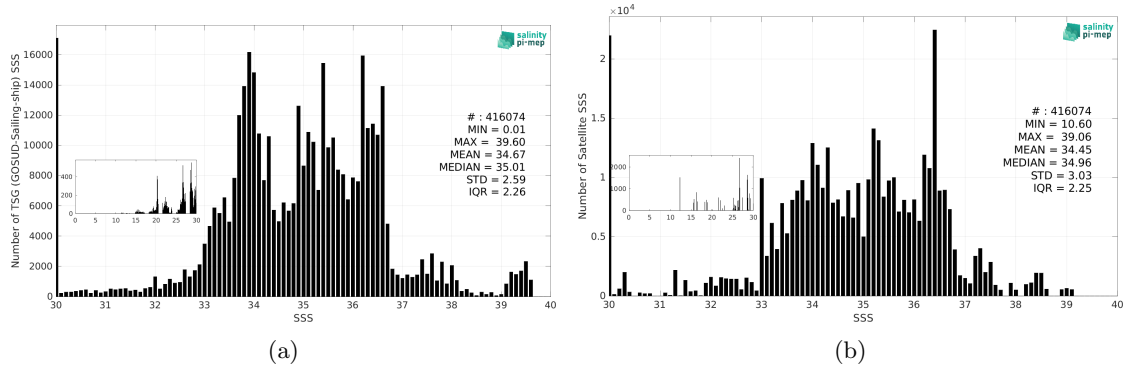 salinity
pi-mep
Number of TSG (GOSUD-Sailing-ship) SSS
16000
14000
12000
10000
8000
6000
4000
2000
0
# : 416074
MIN = 0.01
MAX = 39.60
MEAN = 34.67
MEDIAN = 35.01
STD = 2.59
IQR = 2.26
400
200
0
0 5 10 15 20 25 30
30 31 32 33 34 35 36 37 38 39 40
SSS
(a)
×10⁴
salinity
pi-mep
Number of Satellite SSS
2
1.5
1
0.5
0
# : 416074
MIN = 10.60
MAX = 39.06
MEAN = 34.45
MEDIAN = 34.96
STD = 3.03
IQR = 2.25
2000
1000
0
0 5 10 15 20 25 30
30 31 32 33 34 35 36 37 38 39 40
SSS
(b)